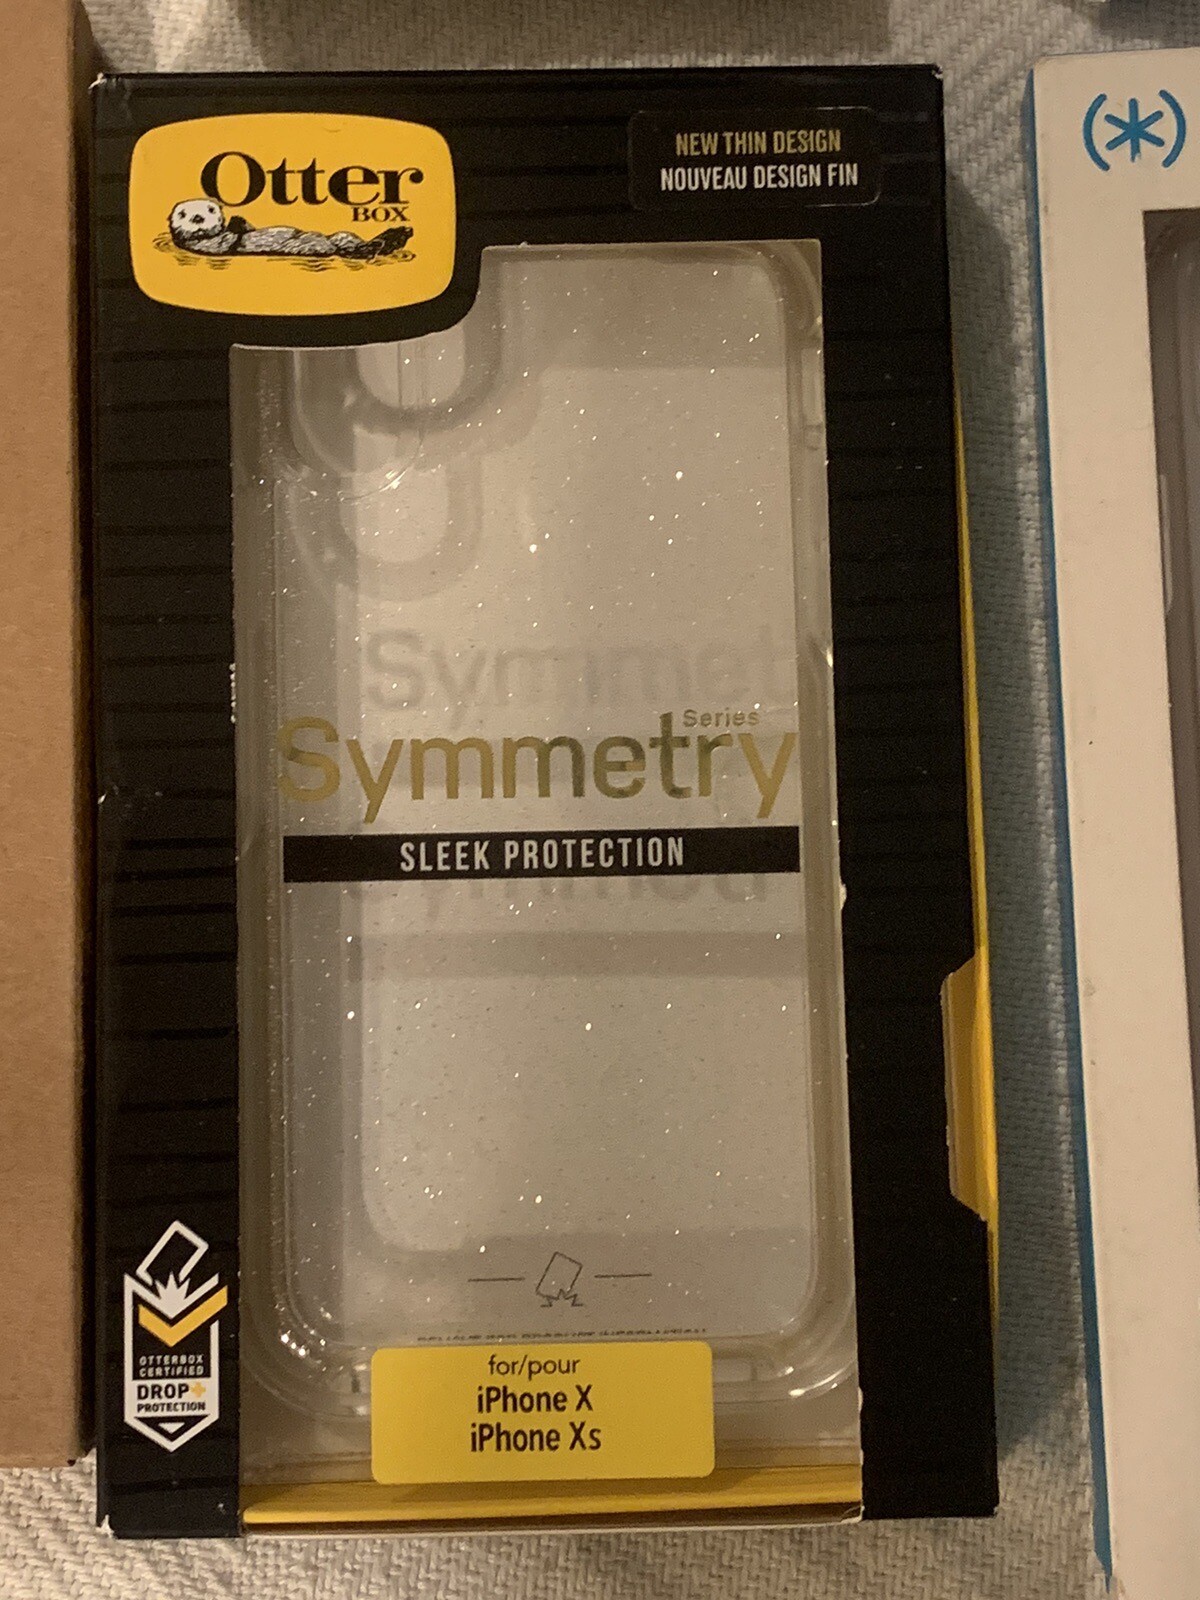 Otter
BOX
NEW THIN DESIGN
NOUVEAU DESIGN FIN
(*)
Symmet
Series
Symmetry
SLEEK PROTECTION
OTTERBOX
CERTIFIED
DROP+
PROTECTION
for/pour
iPhone X
iPhone Xs